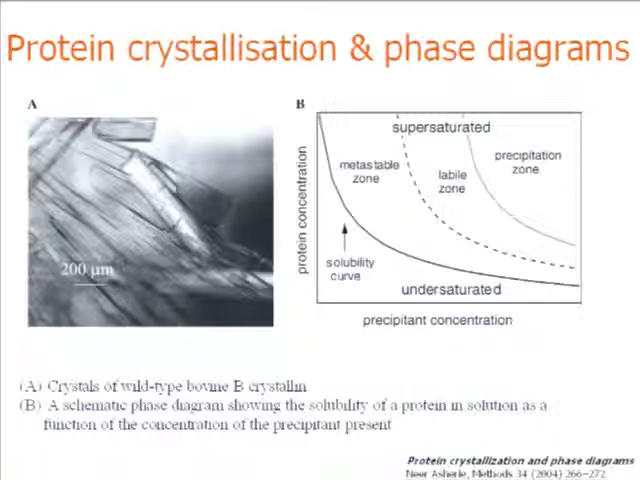 Protein crystallisation & phase diagrams
A
B
200 µm
supersaturated
metastable
zone
labile
zone
precipitation
zone
protein concentration
solubility
curve
undersaturated
precipitant concentration
(A) Crystals of wild-type bovine B crystallin
(B) A schematic phase diagram showing the solubility of a protein in solution as a
function of the concentration of the precipitant present
Protein crystallization and phase diagrams
Neer Asherie, Methods 34 (2004) 266-272